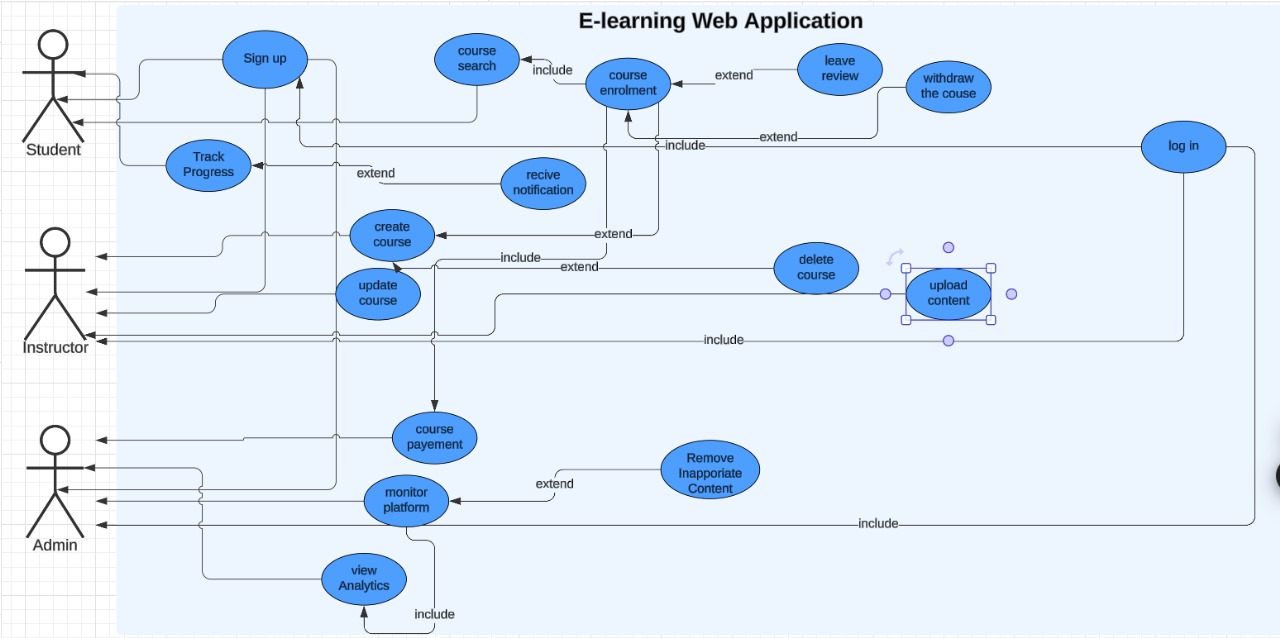 E-learning Web Application
Sign up
course
search
include
course
enrolment
extend
leave
review
withdraw
the couse
extend
include
log in
Student
Track
Progress
extend
recive
notification
create
course
extend
include
extend
delete
course
update
course
upload
content
Instructor
include
course
payement
Remove
Inapporiate
Content
extend
monitor
platform
include
Admin
view
Analytics
include